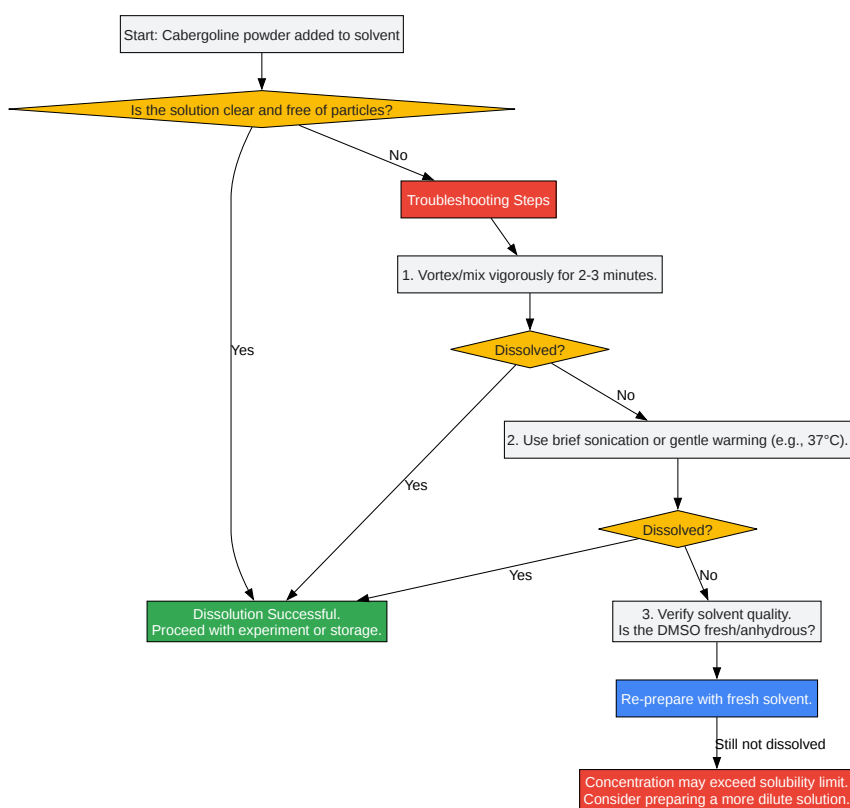 Start: Cabergoline powder added to solvent
Is the solution clear and free of particles?
No
Troubleshooting Steps
1. Vortex/mix vigorously for 2-3 minutes.
Yes
Dissolved?
No
2. Use brief sonication or gentle warming (e.g., 37°C).
Yes
Dissolved?
Yes
No
Dissolution Successful.
Proceed with experiment or storage.
3. Verify solvent quality.
Is the DMSO fresh/anhydrous?
Re-prepare with fresh solvent.
Still not dissolved
Concentration may exceed solubility limit.
Consider preparing a more dilute solution.